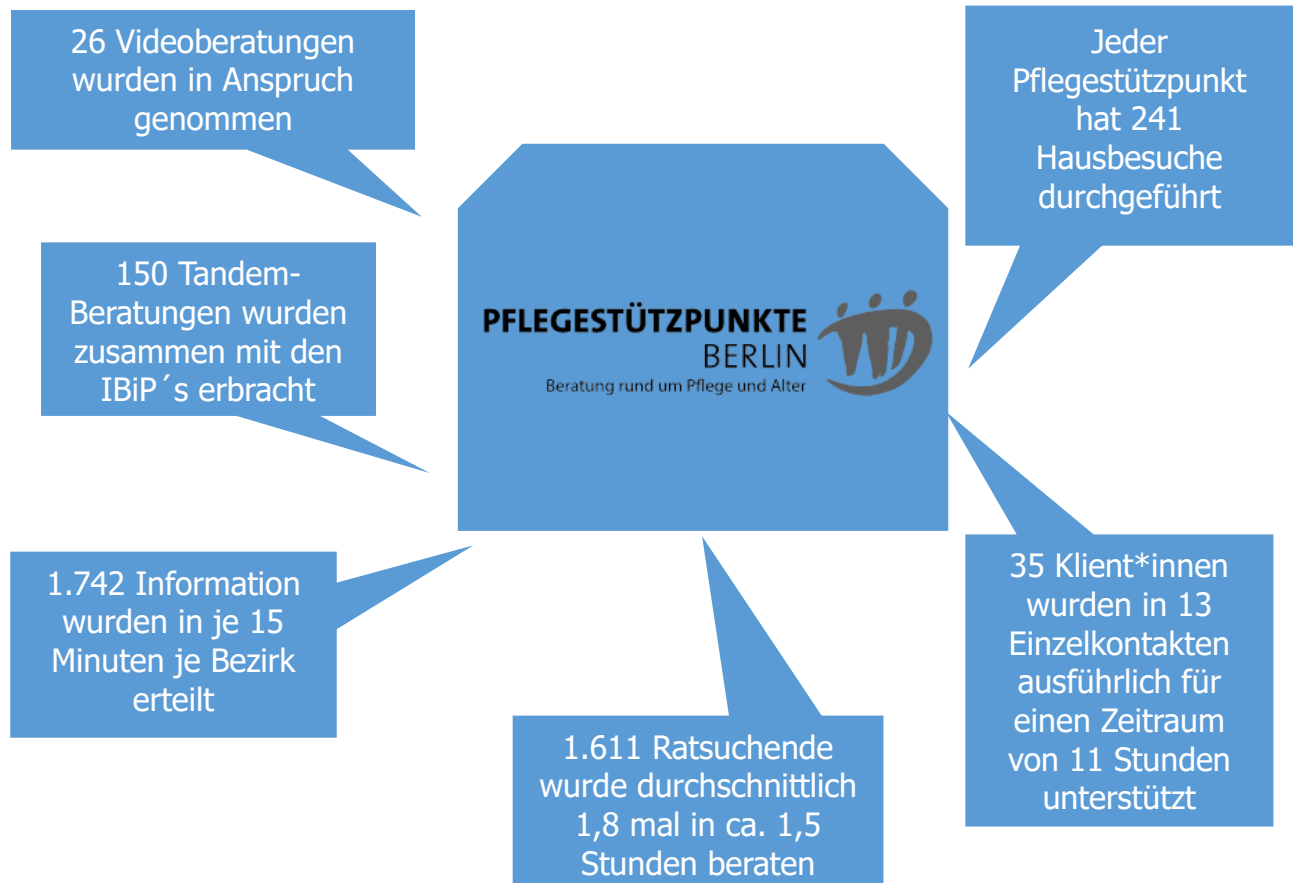 26 Videoberatungen
wurden in Anspruch
genommen
Jeder
Pflegestützpunkt
hat 241
Hausbesuche
durchgeführt
150 Tandem-
Beratungen wurden
zusammen mit den
IBiP´s erbracht
PFLEGESTÜTZPUNKTE
BERLIN
Beratung rund um Pflege und Alter
1.742 Information
wurden in je 15
Minuten je Bezirk
erteilt
1.611 Ratsuchende
wurde durchschnittlich
1,8 mal in ca. 1,5
Stunden beraten
35 Klient*innen
wurden in 13
Einzelkontakten
ausführlich für
einen Zeitraum
von 11 Stunden
unterstützt